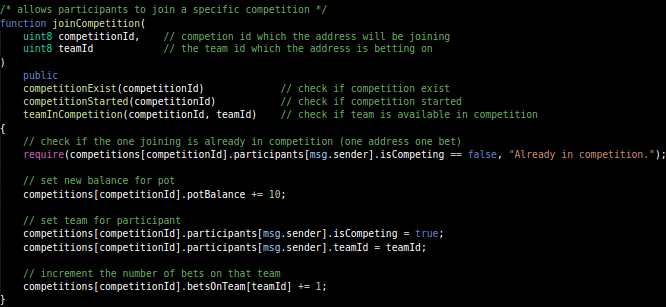 /* allows participants to join a specific competition */
function joinCompetition(
    uint8 competitionId,    // competion id which the address will be joining
    uint8 teamId            // the team id which the address is betting on
)
    public
    competitionExist(competitionId)             // check if competition exist
    competitionStarted(competitionId)           // check if competition started
    teamInCompetition(competitionId, teamId)    // check if team is available in competition
{
    // check if the one joining is already in competition (one address one bet)
    require(competitions[competitionId].participants[msg.sender].isCompeting == false, "Already in competition.");
    // set new balance for pot
    competitions[competitionId].potBalance += 10;
    // set team for participant
    competitions[competitionId].participants[msg.sender].isCompeting = true;
    competitions[competitionId].participants[msg.sender].teamId = teamId;
    // increment the number of bets on that team
    competitions[competitionId].betsOnTeam[teamId] += 1;
}